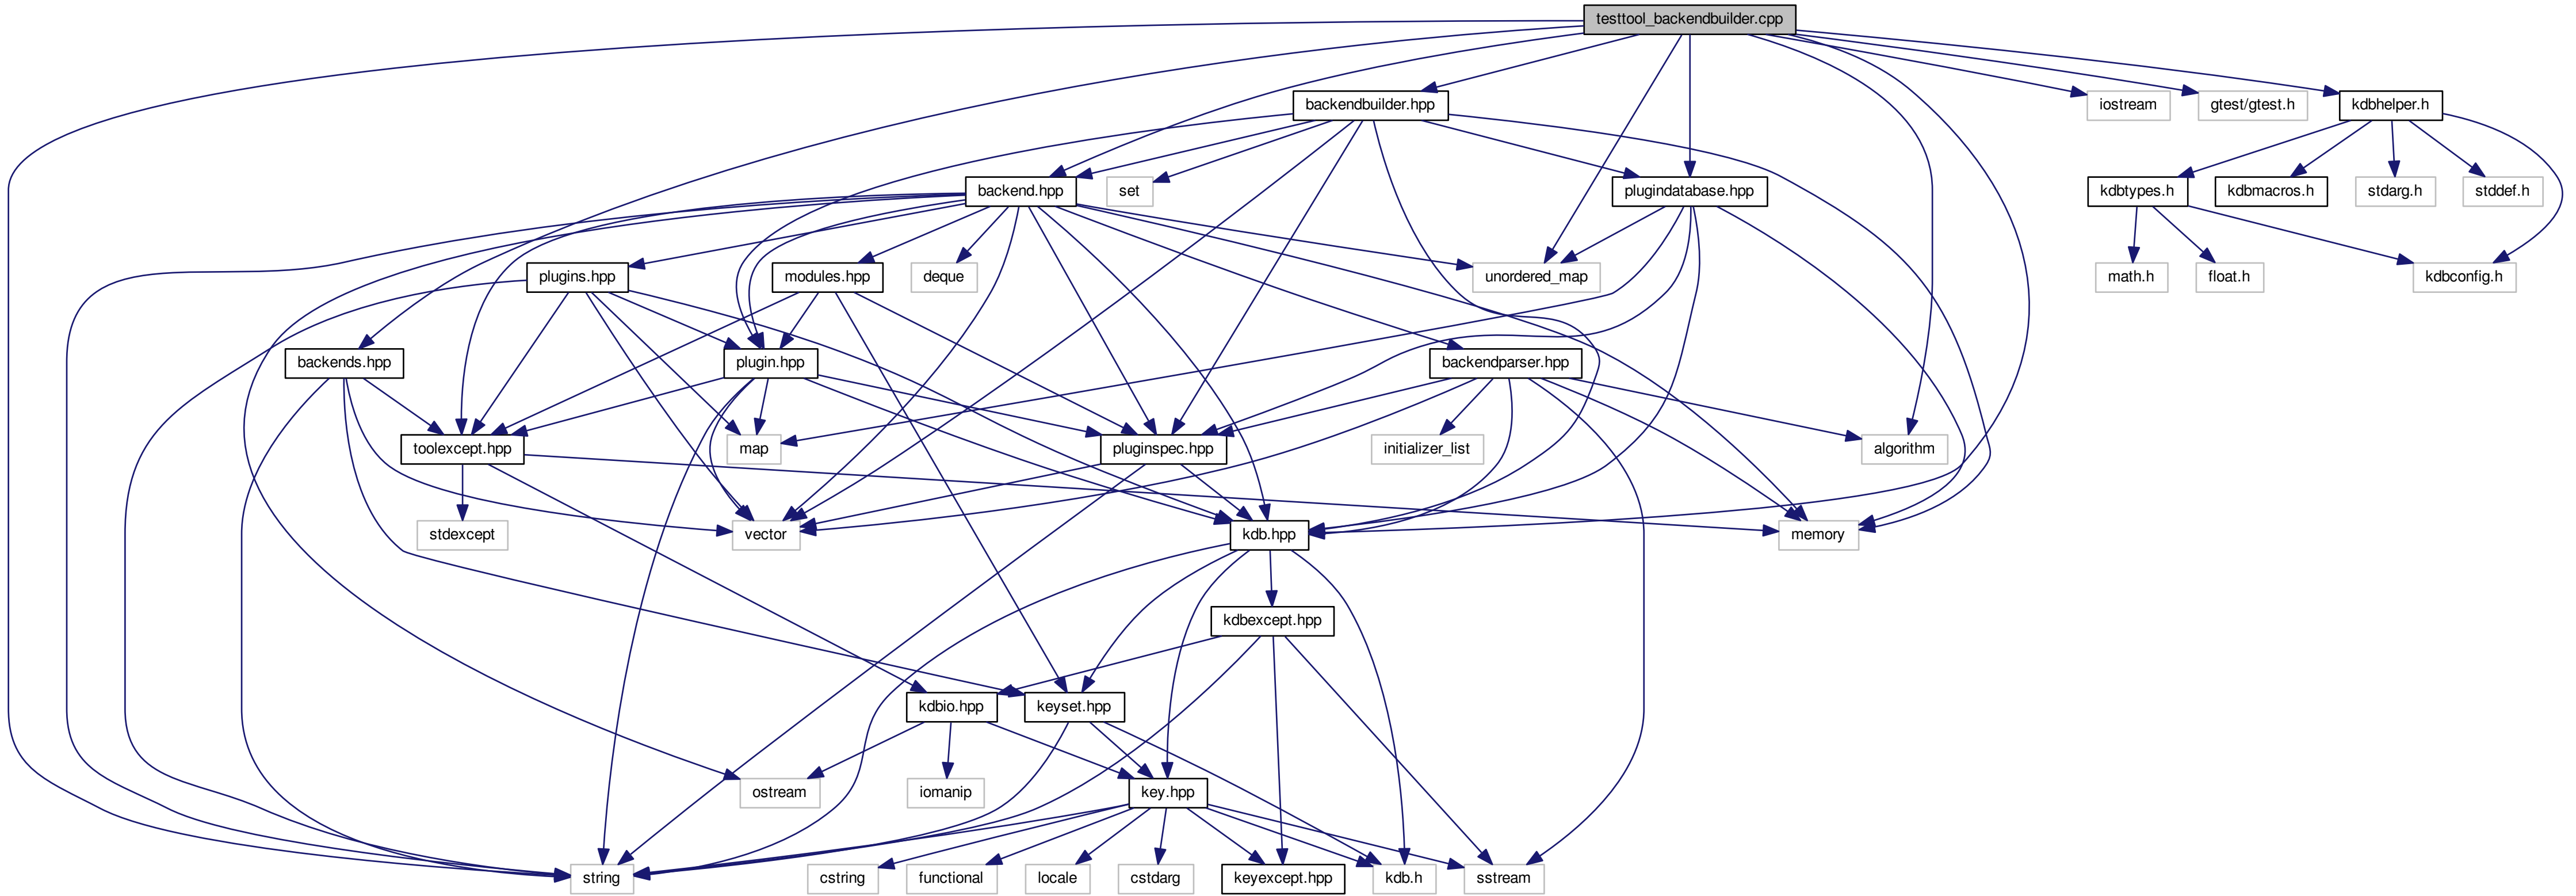 testtool_backendbuilder.cpp
backendbuilder.hpp
iostream
gtest/gtest.h
kdbhelper.h
backend.hpp
set
plugindatabase.hpp
kdbtypes.h
kdbmacros.h
stdarg.h
stddef.h
plugins.hpp
modules.hpp
deque
unordered_map
math.h
float.h
kdbconfig.h
backends.hpp
plugin.hpp
backendparser.hpp
toolexcept.hpp
map
pluginspec.hpp
initializer_list
algorithm
stdexcept
vector
kdb.hpp
memory
kdbexcept.hpp
kdbio.hpp
keyset.hpp
ostream
iomanip
key.hpp
string
cstring
functional
locale
cstdarg
keyexcept.hpp
kdb.h
sstream